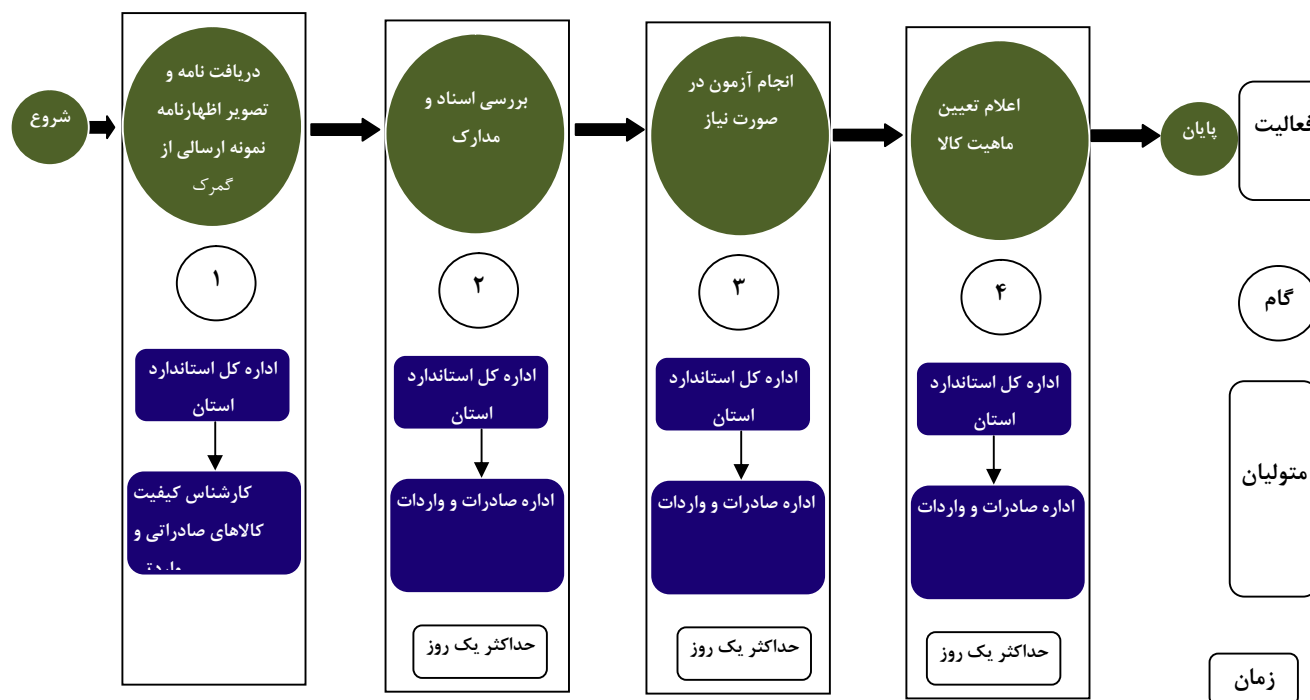 شروع
دریافت نامه و
تصویر اظهارنامه
نمونه ارسالی از
گمرک
۱
اداره کل استاندارد
استان
کارشناس کیفیت
کالاهای صادراتی و
بررسی اسناد و
مدارک
۲
اداره کل استاندارد
استان
اداره صادرات و واردات
حداکثر یک روز
انجام آزمون در
صورت نیاز
۳
اداره کل استاندارد
استان
اداره صادرات و واردات
حداکثر یک روز
اعلام تعیین
ماهیت کالا
۴
اداره کل استاندارد
استان
اداره صادرات و واردات
حداکثر یک روز
پایان
فعالیت
گام
متولیان
زمان